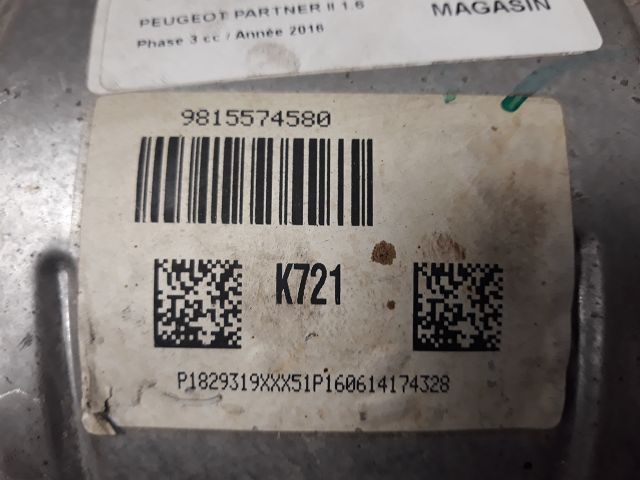 PEUGEOT PARTNER II 1.6
MAGASIN
Phase 3 cc / Année 2016
9815574580
K721
P1829319XXX51P160614174328